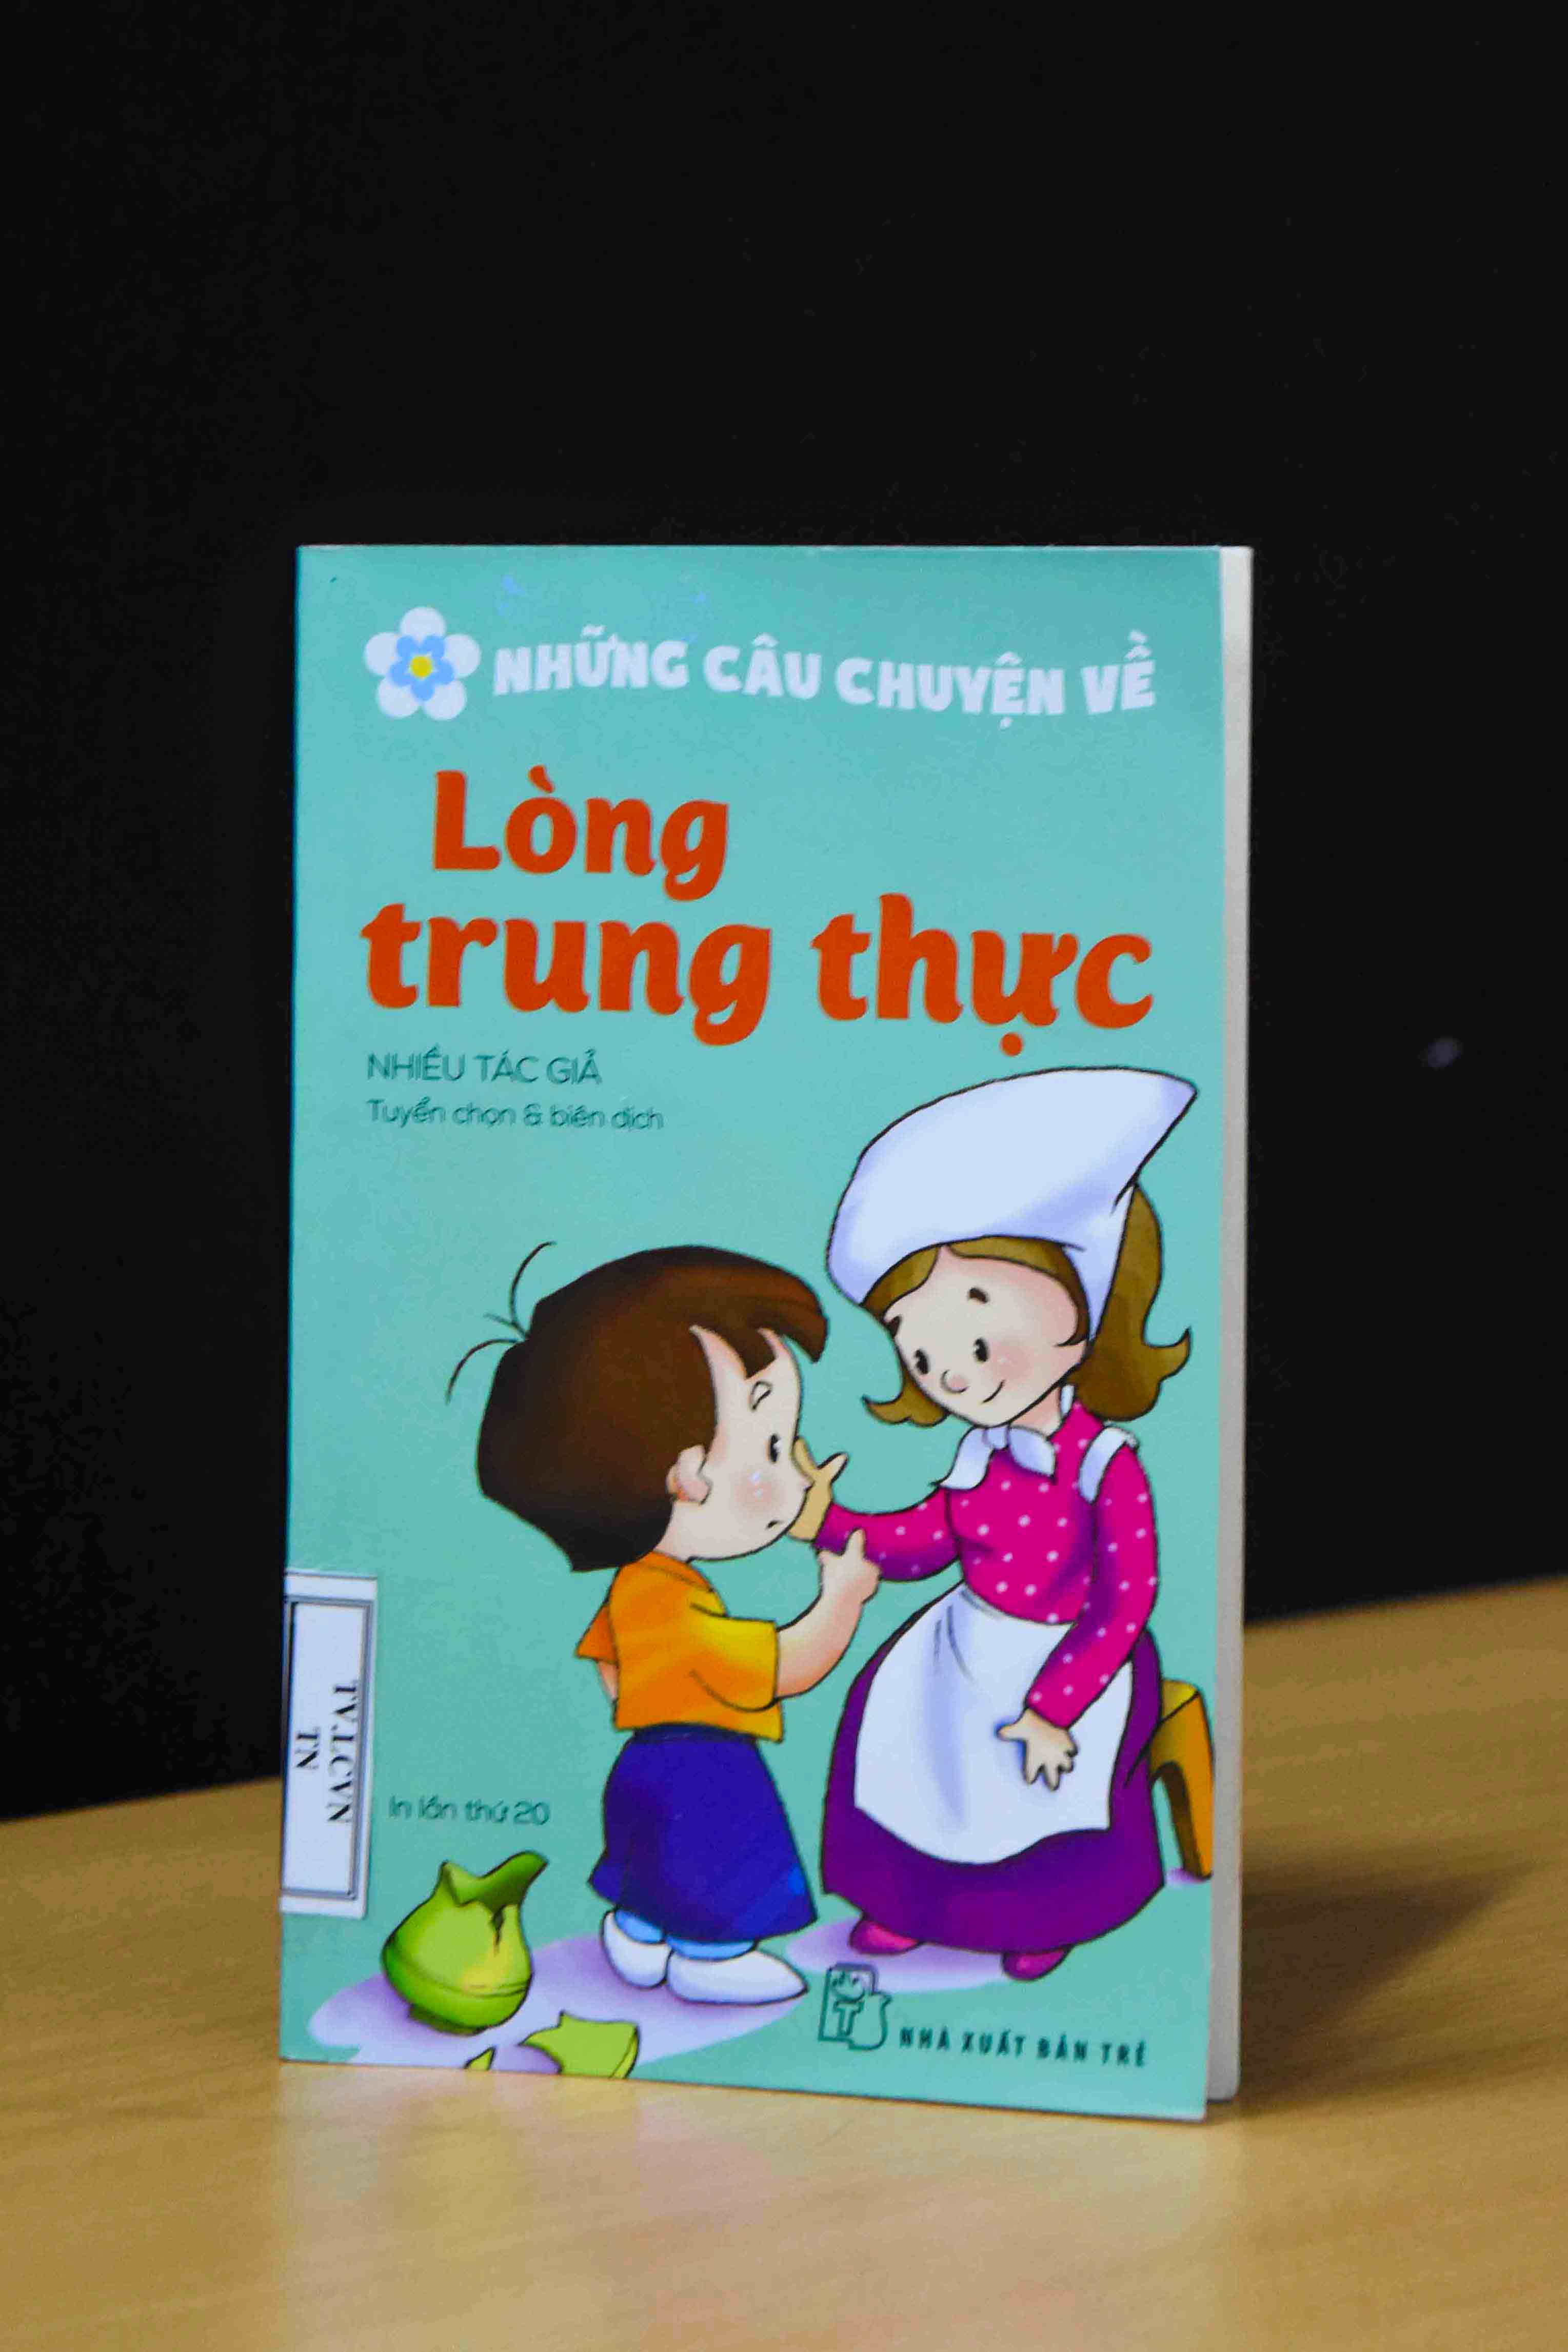 NHỮNG CÂU CHUYỆN VỀ
Lòng
trung thực
NHIỀU TÁC GIẢ
Tuyển chọn & biên dịch
TV.LCVN
TN
In lần thứ 20
T
NHÀ XUẤT BẢN TRẺ